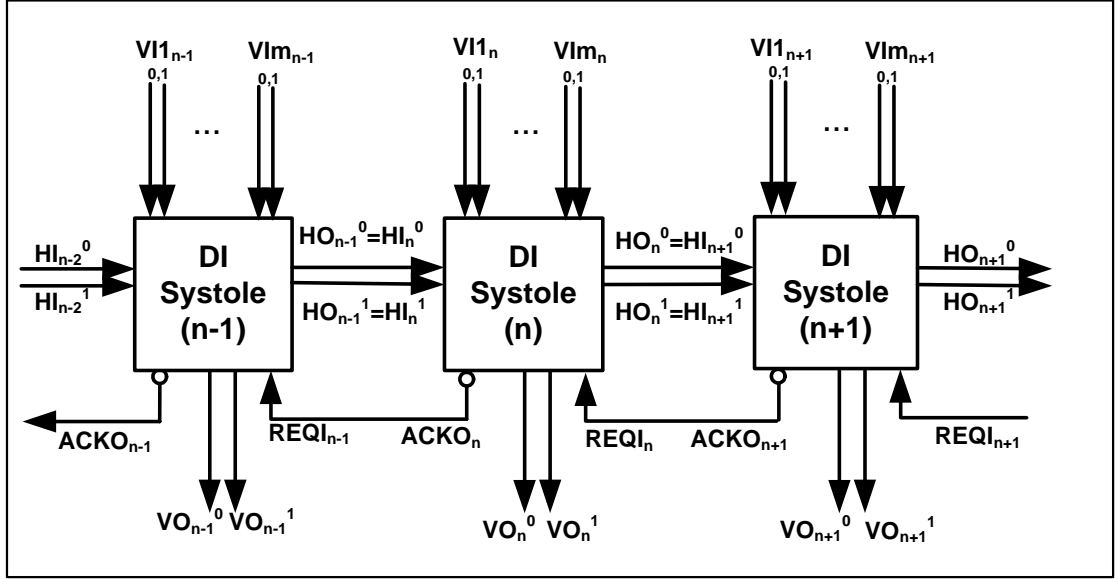 VI1n-1 VImn-1 VI1n VImn VI1n+1 VImn+1
0,1 0,1 0,1 0,1 0,1 0,1
... ... ...
HIn-2⁰
HIn-2¹
DI
Systole
(n-1)
HOn-1⁰=HIn⁰
HOn-1¹=HIn¹
DI
Systole
(n)
HOn⁰=HIn+1⁰
HOn¹=HIn+1¹
DI
Systole
(n+1)
HOn+1⁰
HOn+1¹
ACKOn-1 REQIn-1 ACKOn REQIn ACKOn+1 REQIn+1
VOn-1⁰ VOn-1¹ VOn⁰ VOn¹ VOn+1⁰ VOn+1¹